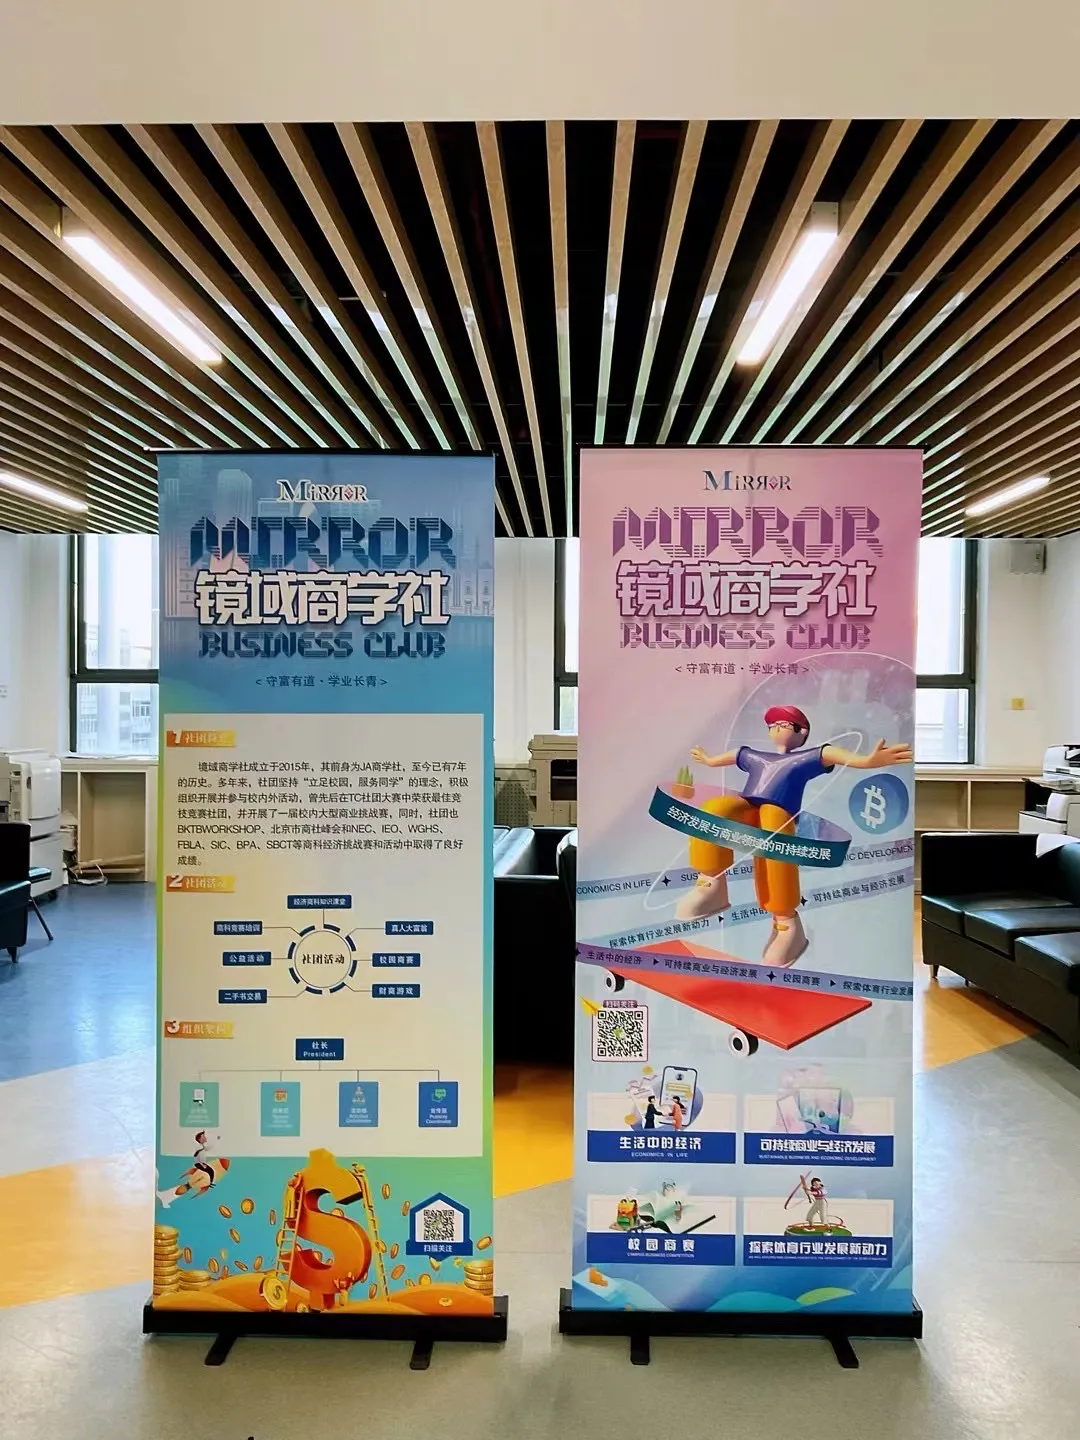 MIRROR
MIRROR
镜域商学社
BUSINESS CLUB
<守富有道·学业长青>
1 社团简介
境域商学社成立于2015年，其前身为JA商学社，至今已有7年
的历史。多年来，社团坚持“立足校园，服务同学”的理念，积极
组织开展并参与校内外活动，曾先后在TC社团大赛中荣获最佳竞
技竞赛社团，并开展了一届校内大型商业挑战赛，同时，社团也
BKTBWORKSHOP、北京市商社峰会和NEC、IEO、WGHS、
FBLA、SIC、BPA、SBCT等商科经济挑战赛和活动中取得了良好
成绩。
2 社团活动
经济商科知识课堂
商科竞赛培训
真人大富翁
公益活动
社团活动
校园商赛
二手书交易
财商游戏
3 组织架构
社长
President
扫描关注
MIRROR
MIRROR
镜域商学社
BUSINESS CLUB
<守富有道·学业长青>
经济发展与商业领域的可持续发展
CONOMICS IN LIFE
IC DEVELOPMEN
可持续商业与经济发展
探索体育行业发展新动力
生活中的
生活中的经济
可持续商业与经济发展
校园商赛
探索体育行业发展
扫码关注
生活中的经济
ECONOMICS IN LIFE
可持续商业与经济发展
SUSTAINABLE BUSINESS AND ECONOMIC DEVELOPMENT
校园商赛
CAMPUS BUSINESS COMPETITION
探索体育行业发展新动力